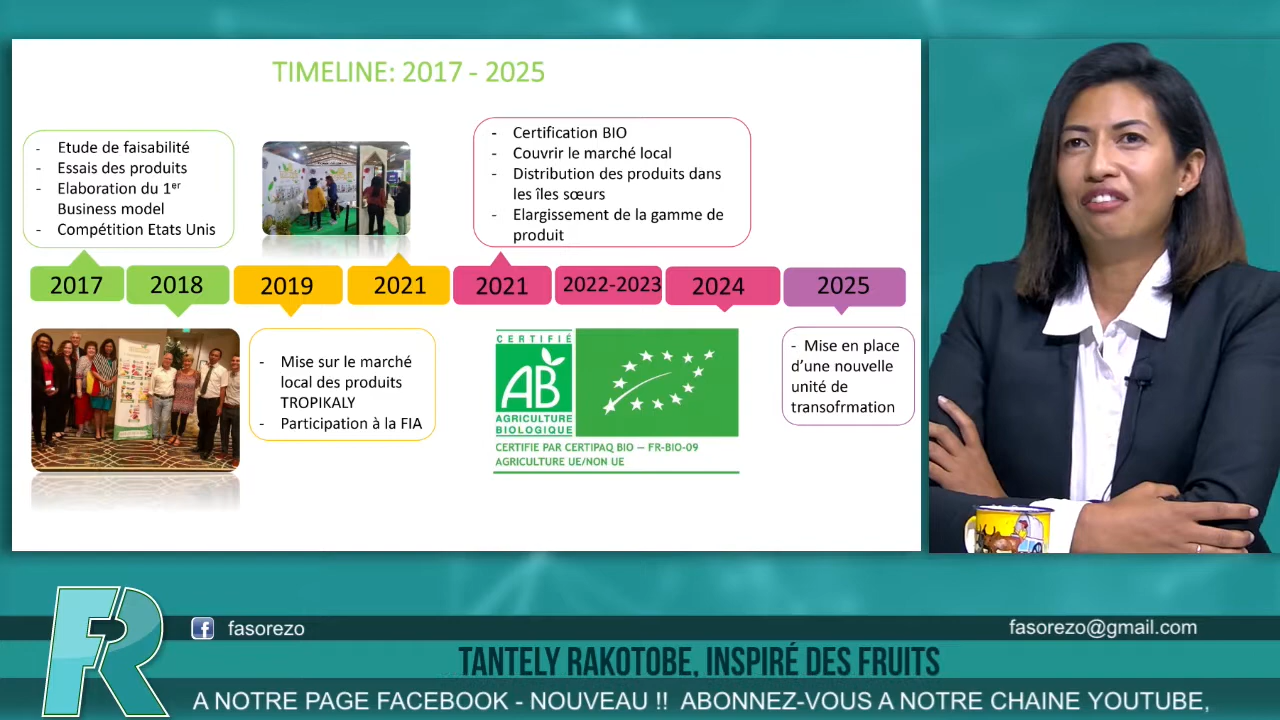 TIMELINE: 2017 - 2025
- Etude de faisabilité
- Essais des produits
- Elaboration du 1er
Business model
- Compétition Etats Unis
- Certification BIO
- Couvrir le marché local
- Distribution des produits dans
les îles sœurs
- Elargissement de la gamme de
produit
2017
2018
2019
2021
2021
2022-2023
2024
2025
- Mise sur le marché
local des produits
TROPIKALY
- Participation à la FIA
CERTIFIÉ
AB
AGRICULTURE
BIOLOGIQUE
CERTIFIE PAR CERTIPAQ BIO – FR-BIO-09
AGRICULTURE UE/NON UE
- Mise en place
d'une nouvelle
unité de
transofrmation
FR
f fasorezo
fasorezo@gmail.com
TANTELY RAKOTOBE, INSPIRÉ DES FRUITS
A NOTRE PAGE FACEBOOK - NOUVEAU !! ABONNEZ-VOUS A NOTRE CHAINE YOUTUBE,